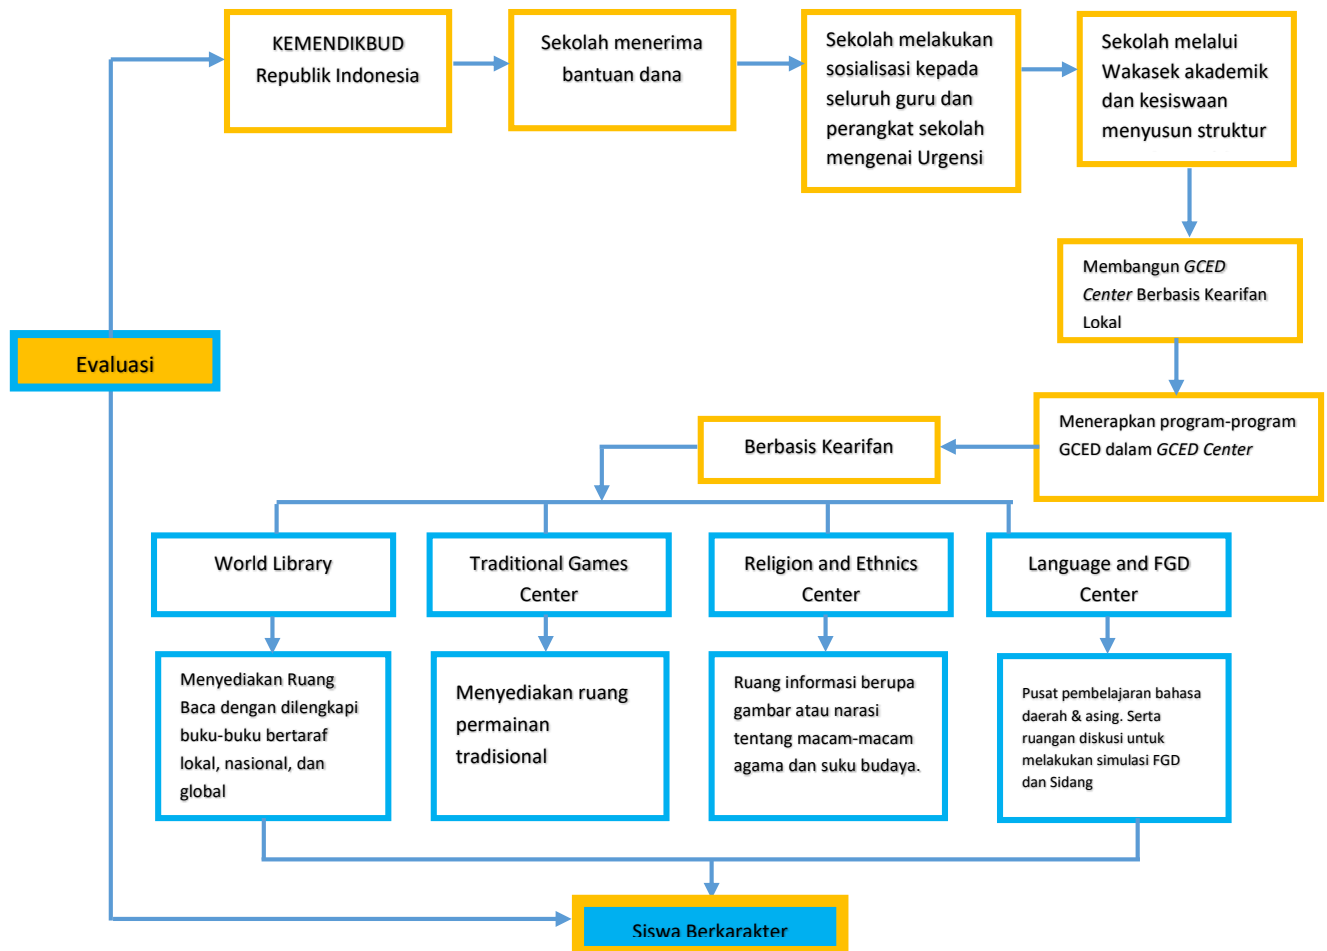 KEMENDIKBUD
Republik Indonesia
Sekolah menerima
bantuan dana
Sekolah melakukan
sosialisasi kepada
seluruh guru dan
perangkat sekolah
mengenai Urgensi
Sekolah melalui
Wakasek akademik
dan kesiswaan
menyusun struktur
Membangun GCED
Center Berbasis Kearifan
Lokal
Evaluasi
Menerapkan program-program
GCED dalam GCED Center
Berbasis Kearifan
World Library
Traditional Games
Center
Religion and Ethnics
Center
Language and FGD
Center
Menyediakan Ruang
Baca dengan dilengkapi
buku-buku bertaraf
lokal, nasional, dan
global
Menyediakan ruang
permainan
tradisional
Ruang informasi berupa
gambar atau narasi
tentang macam-macam
agama dan suku budaya.
Pusat pembelajaran bahasa
daerah & asing. Serta
ruangan diskusi untuk
melakukan simulasi FGD
dan Sidang
Siswa Berkarakter